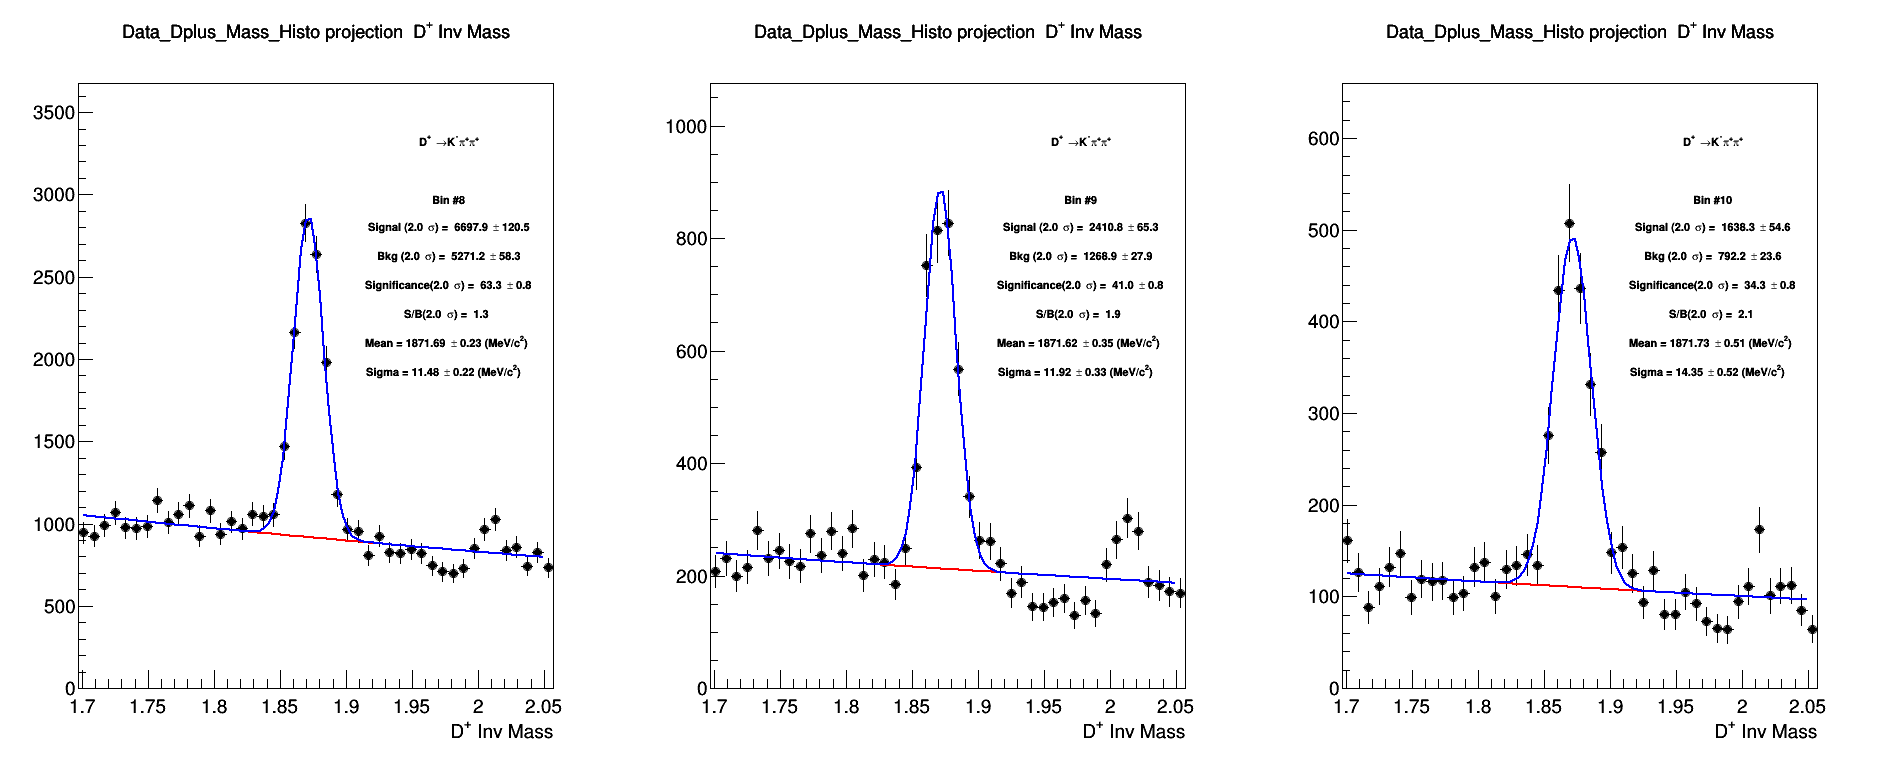 Data_Dplus_Mass_Histo projection D⁺ Inv Mass
3500
3000
2500
2000
1500
1000
500
0
D⁺ →K⁻π⁺π⁺
Bin #8
Signal (2.0 σ) = 6697.9 ± 120.5
Bkg (2.0 σ) = 5271.2 ± 58.3
Significance(2.0 σ) = 63.3 ± 0.8
S/B(2.0 σ) = 1.3
Mean = 1871.69 ± 0.23 (MeV/c²)
Sigma = 11.48 ± 0.22 (MeV/c²)
1.7 1.75 1.8 1.85 1.9 1.95 2 2.05
D⁺ Inv Mass
Data_Dplus_Mass_Histo projection D⁺ Inv Mass
1000
800
600
400
200
0
D⁺ →K⁻π⁺π⁺
Bin #9
Signal (2.0 σ) = 2410.8 ± 65.3
Bkg (2.0 σ) = 1268.9 ± 27.9
Significance(2.0 σ) = 41.0 ± 0.8
S/B(2.0 σ) = 1.9
Mean = 1871.62 ± 0.35 (MeV/c²)
Sigma = 11.92 ± 0.33 (MeV/c²)
1.7 1.75 1.8 1.85 1.9 1.95 2 2.05
D⁺ Inv Mass
Data_Dplus_Mass_Histo projection D⁺ Inv Mass
600
500
400
300
200
100
0
D⁺ →K⁻π⁺π⁺
Bin #10
Signal (2.0 σ) = 1638.3 ± 54.6
Bkg (2.0 σ) = 792.2 ± 23.6
Significance(2.0 σ) = 34.3 ± 0.8
S/B(2.0 σ) = 2.1
Mean = 1871.73 ± 0.51 (MeV/c²)
Sigma = 14.35 ± 0.52 (MeV/c²)
1.7 1.75 1.8 1.85 1.9 1.95 2 2.05
D⁺ Inv Mass